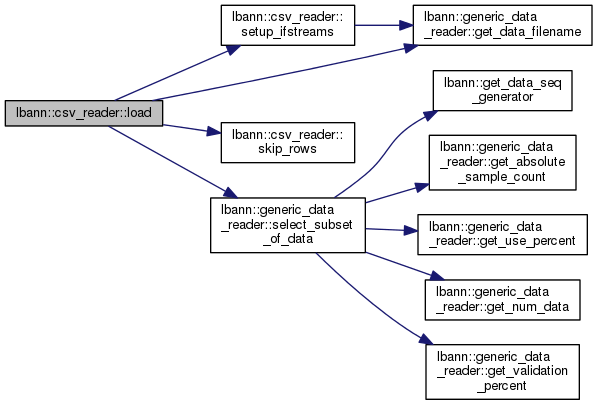 lbann::csv_reader::load
lbann::csv_reader::
setup_ifstreams
lbann::generic_data
_reader::get_data_filename
lbann::csv_reader::
skip_rows
lbann::generic_data
_reader::select_subset
_of_data
lbann::get_data_seq
_generator
lbann::generic_data
_reader::get_absolute
_sample_count
lbann::generic_data
_reader::get_use_percent
lbann::generic_data
_reader::get_num_data
lbann::generic_data
_reader::get_validation
_percent